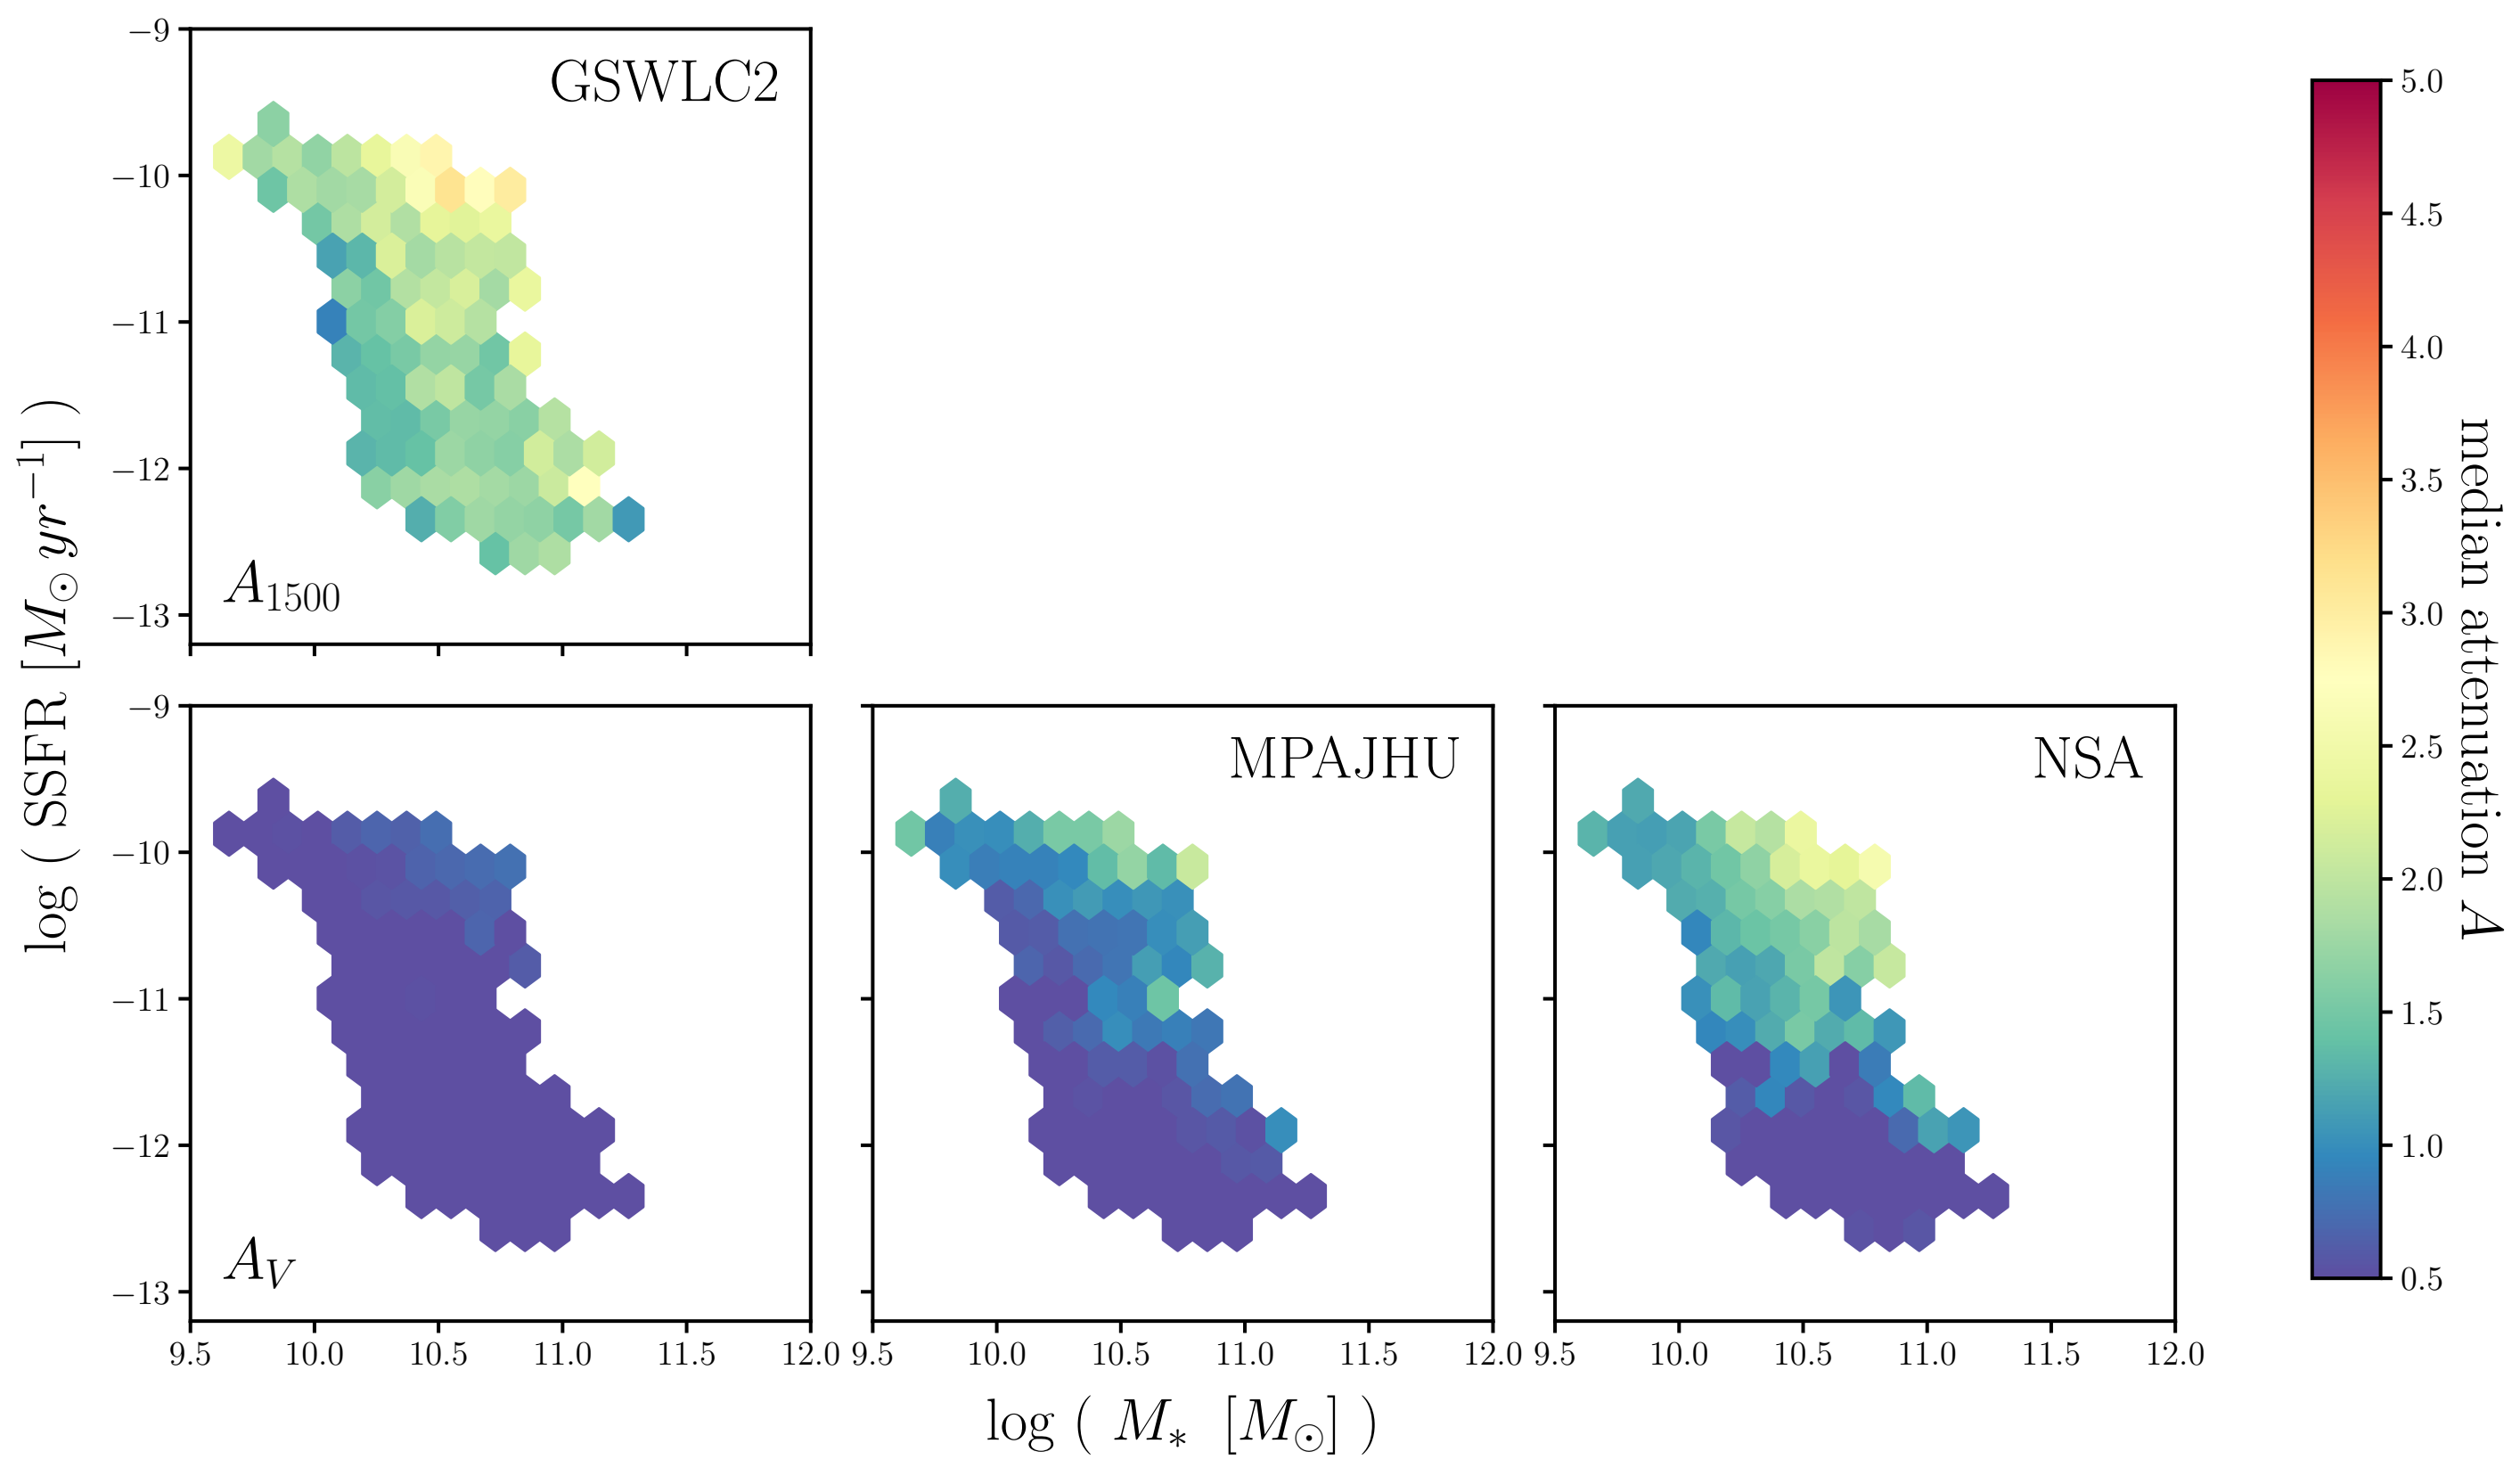 GSWLC2
−9
−10
−11
−12
−13
A1500
MPAJHU
NSA
−9
−10
−11
−12
−13
AV
9.5 10.0 10.5 11.0 11.5 12.0
9.5 10.0 10.5 11.0 11.5 12.0
9.5 10.0 10.5 11.0 11.5 12.0
log ( M∗ [M⊙] )
log ( SSFR [M⊙yr−1] )
5.0
4.5
4.0
3.5
3.0
2.5
2.0
1.5
1.0
0.5
median attenuation A